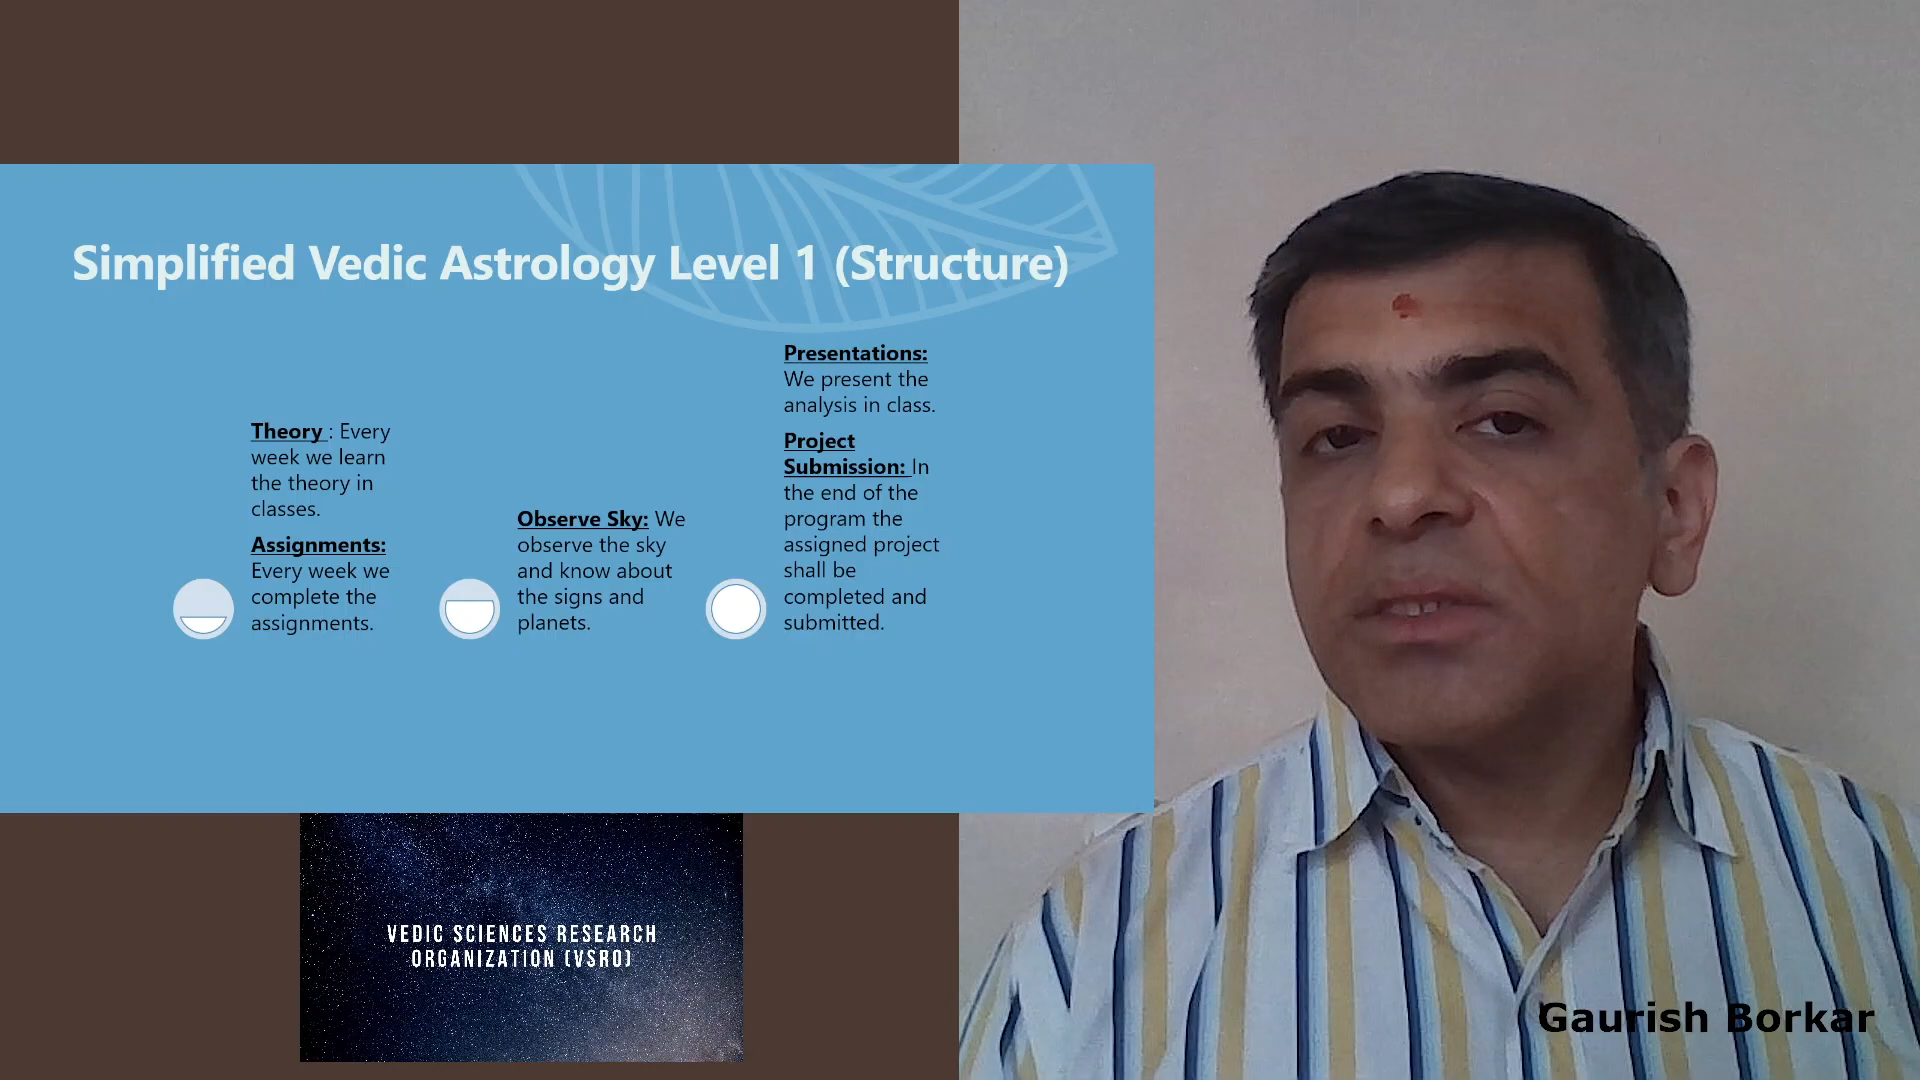 Simplified Vedic Astrology Level 1 (Structure)
Theory : Every
week we learn
the theory in
classes.
Assignments:
Every week we
complete the
assignments.
Observe Sky: We
observe the sky
and know about
the signs and
planets.
Presentations:
We present the
analysis in class.
Project
Submission: In
the end of the
program the
assigned project
shall be
completed and
submitted.
VEDIC SCIENCES RESEARCH
ORGANIZATION (VSRO)
Gaurish Borkar